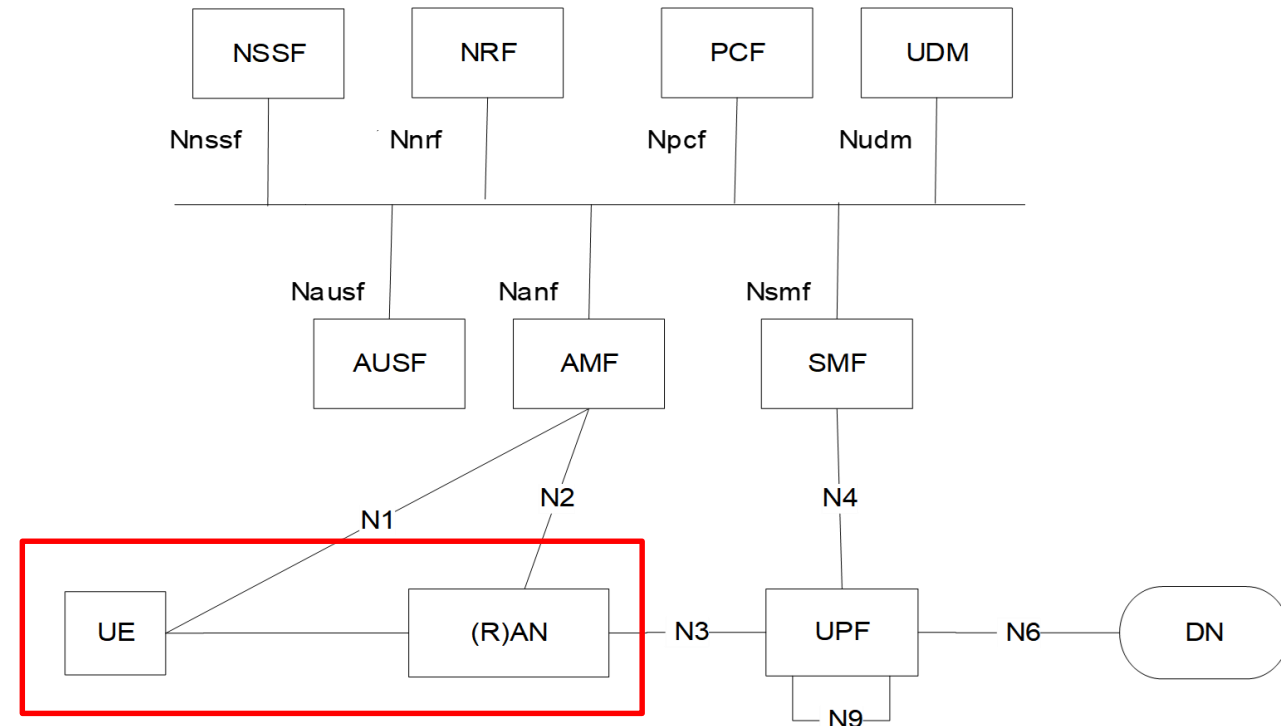 NSSF NRF PCF UDM
Nnssf Nnrf Npcf Nudm
Nausf Nanf Nsmf
AUSF AMF SMF
N1 N2 N4
UE (R)AN N3 UPF N6 DN
N9